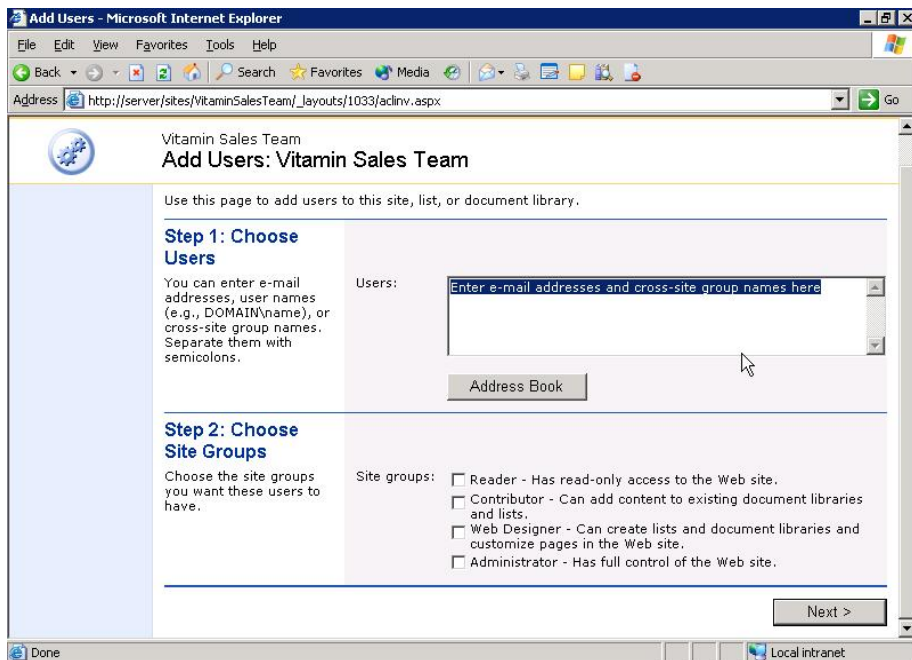 Add Users - Microsoft Internet Explorer
File Edit View Favorites Tools Help
Back Search Favorites Media
Address http://server/sites/VitaminSalesTeam/_layouts/1033/aclinv.aspx Go
Vitamin Sales Team
Add Users: Vitamin Sales Team
Use this page to add users to this site, list, or document library.
Step 1: Choose
Users
You can enter e-mail
addresses, user names
(e.g., DOMAIN\name), or
cross-site group names.
Separate them with
semicolons.
Users:
Enter e-mail addresses and cross-site group names here
Address Book
Step 2: Choose
Site Groups
Choose the site groups
you want these users to
have.
Site groups:
Reader - Has read-only access to the Web site.
Contributor - Can add content to existing document libraries
and lists.
Web Designer - Can create lists and document libraries and
customize pages in the Web site.
Administrator - Has full control of the Web site.
Next >
Done Local intranet